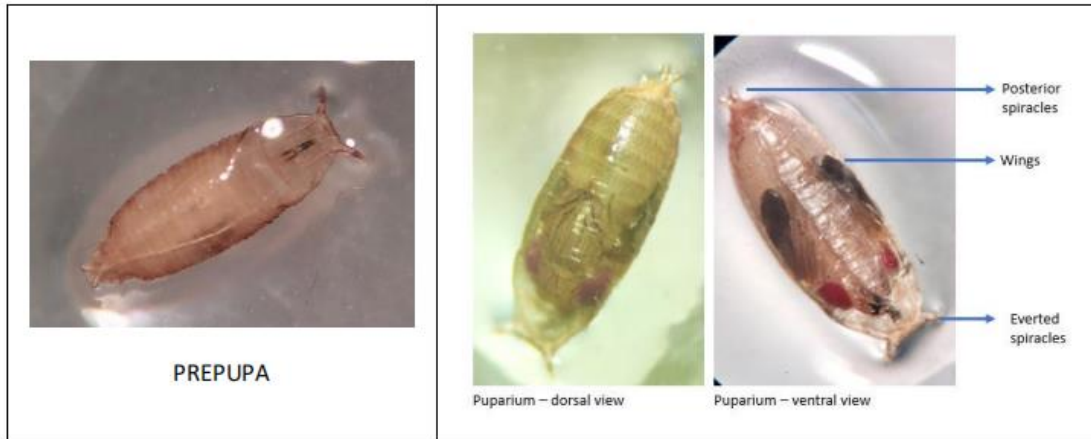 PREPUPA
Posterior
spiracles
Wings
Everted
spiracles
Puparium – dorsal view
Puparium – ventral view